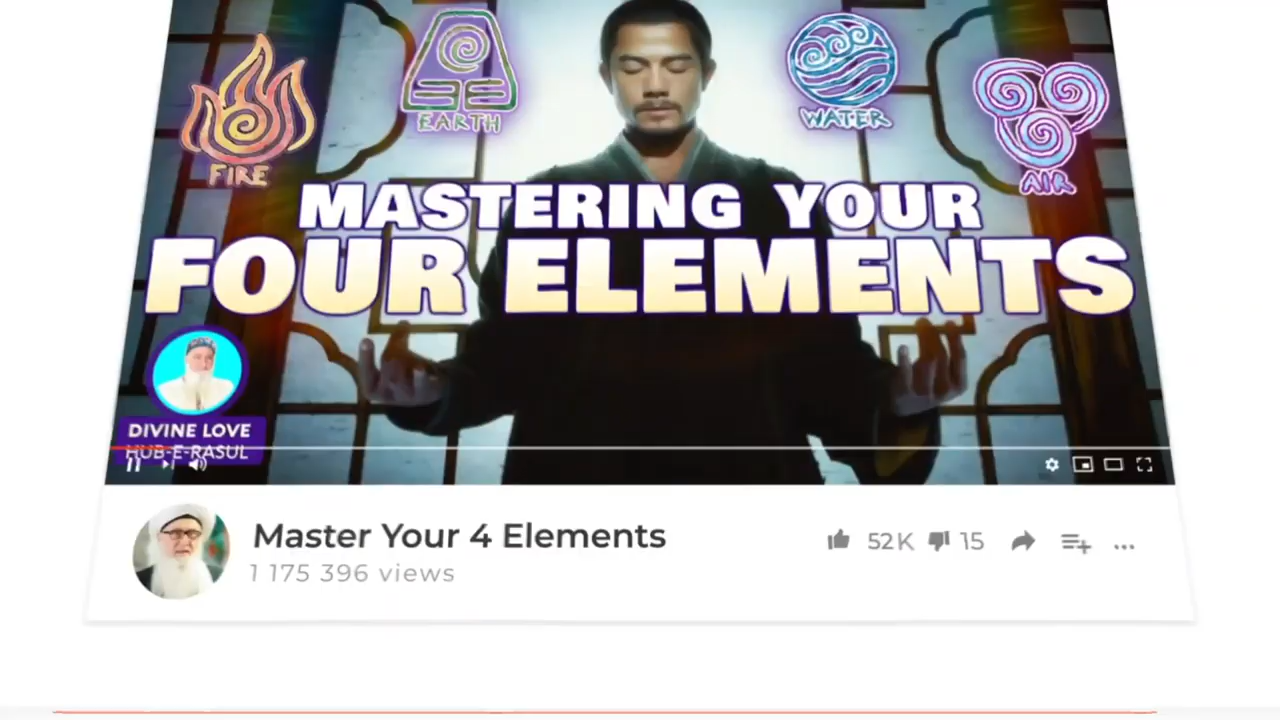 FIRE
EARTH
WATER
AIR
MASTERING YOUR
FOUR ELEMENTS
DIVINE LOVE
HUB-E-RASUL
Master Your 4 Elements
52K
15
1 175 396 views